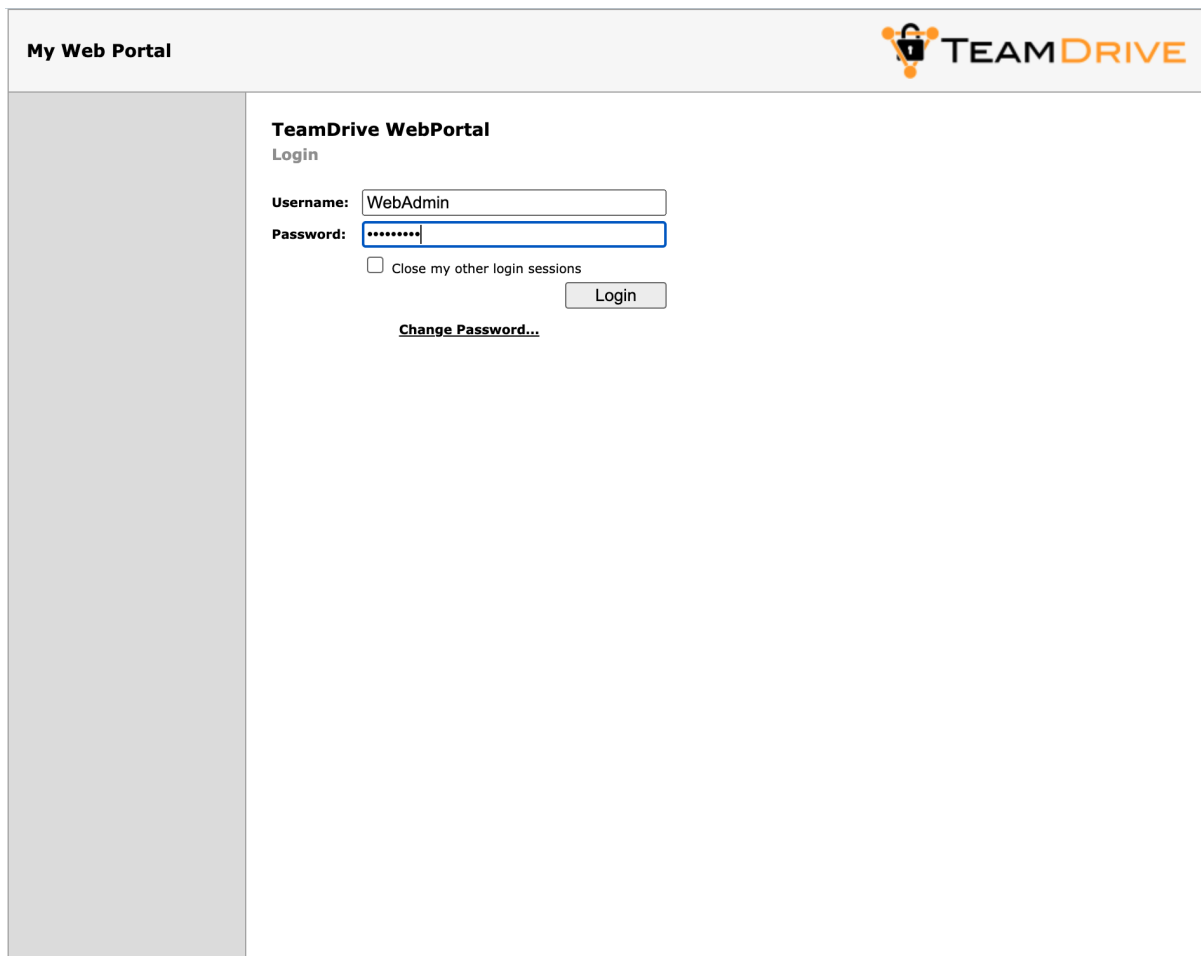 My Web Portal
TEAMDRIVE
TeamDrive WebPortal
Login
Username: WebAdmin
Password: •••••••••
Close my other login sessions
Login
Change Password...